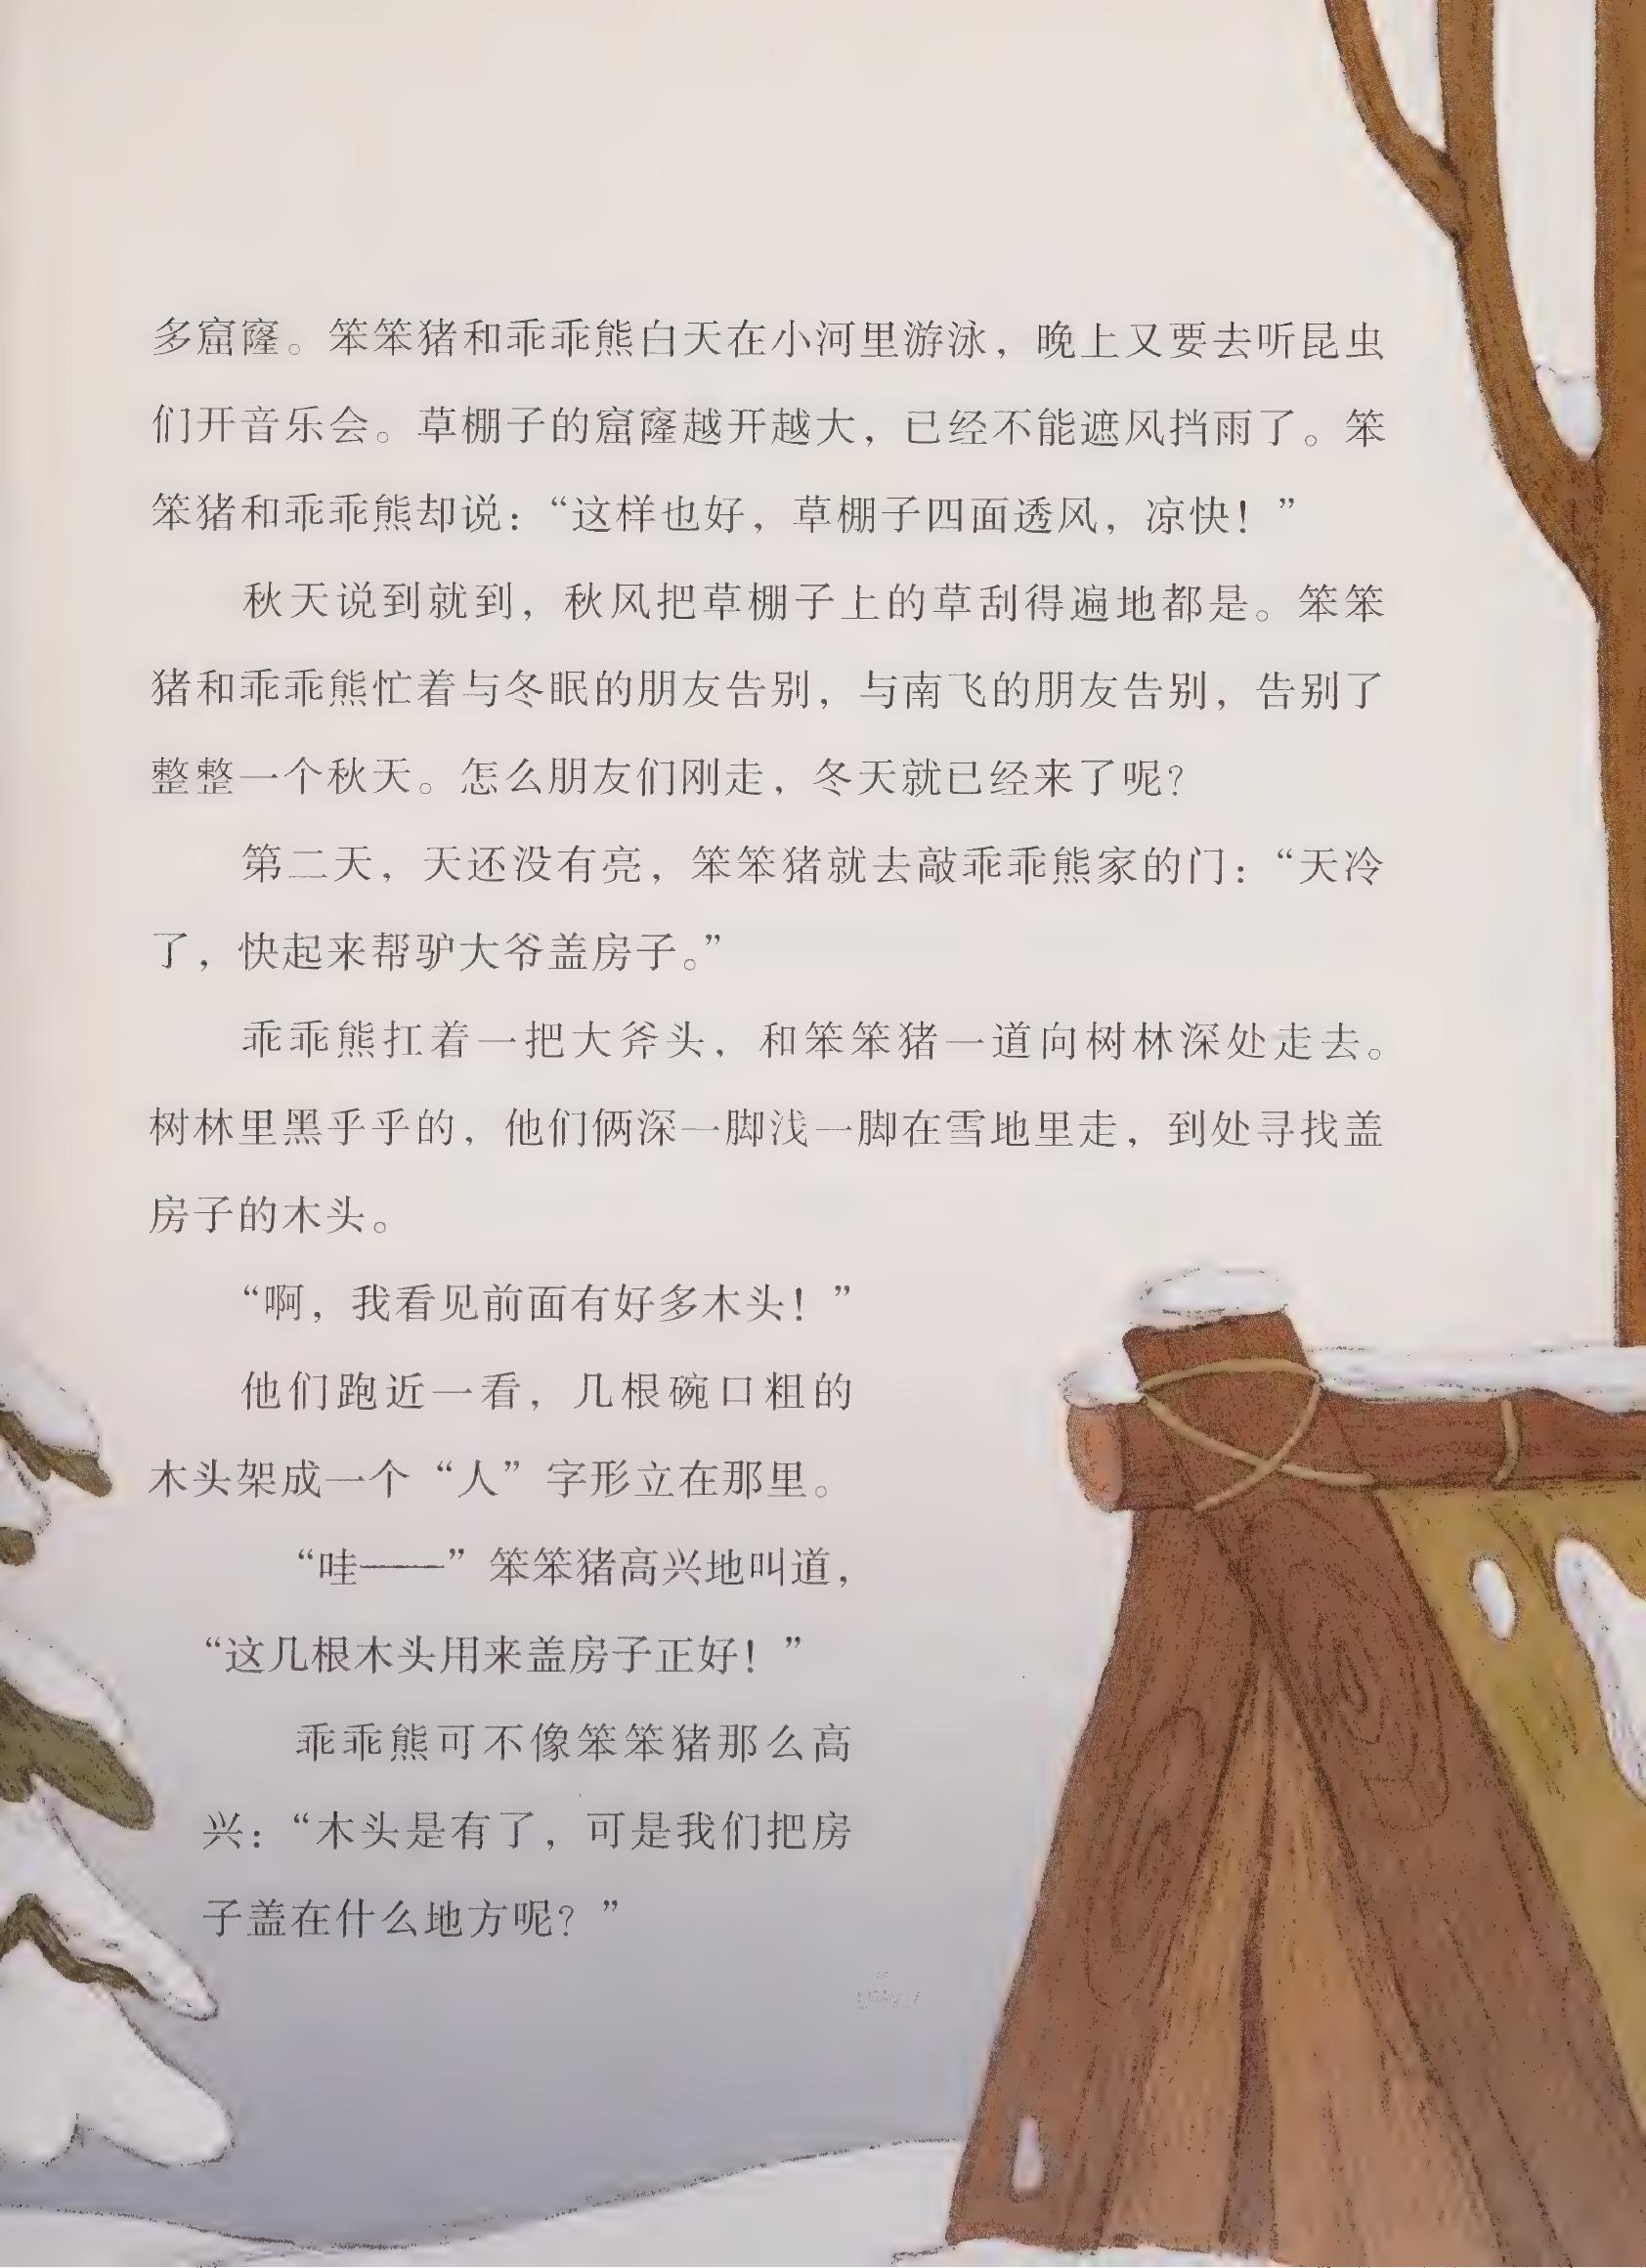 多窟窿。笨笨猪和乖乖熊白天在小河里游泳，晚上又要去听昆虫
们开音乐会。草棚子的窟窿越开越大，已经不能遮风挡雨了。笨
笨猪和乖乖熊却说：“这样也好，草棚子四面透风，凉快！”
秋天说到就到，秋风把草棚子上的草刮得遍地都是。笨笨
猪和乖乖熊忙着与冬眠的朋友告别，与南飞的朋友告别，告别了
整整一个秋天。怎么朋友们刚走，冬天就已经来了呢？
第二天，天还没有亮，笨笨猪就去敲乖乖熊家的门：“天冷
了，快起来帮驴大爷盖房子。”
乖乖熊扛着一把大斧头，和笨笨猪一道向树林深处走去。
树林里黑乎乎的，他们俩深一脚浅一脚在雪地里走，到处寻找盖
房子的木头。
“啊，我看见前面有好多木头！”
他们跑近一看，几根碗口粗的
木头架成一个“人”字形立在那里。
“哇——”笨笨猪高兴地叫道，
“这几根木头用来盖房子正好！”
乖乖熊可不像笨笨猪那么高
兴：“木头是有了，可是我们把房
子盖在什么地方呢？”